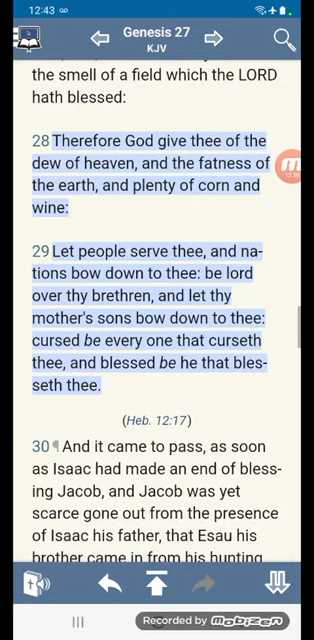 12:43
Genesis 27
KJV
the smell of a field which the LORD
hath blessed:
28 Therefore God give thee of the
dew of heaven, and the fatness of
the earth, and plenty of corn and
wine:
29 Let people serve thee, and na-
tions bow down to thee: be lord
over thy brethren, and let thy
mother's sons bow down to thee:
cursed be every one that curseth
thee, and blessed be he that bles-
seth thee.
(Heb. 12:17)
30 ¶ And it came to pass, as soon
as Isaac had made an end of bless-
ing Jacob, and Jacob was yet
scarce gone out from the presence
of Isaac his father, that Esau his
brother came in from his hunting
Recorded by mobizen